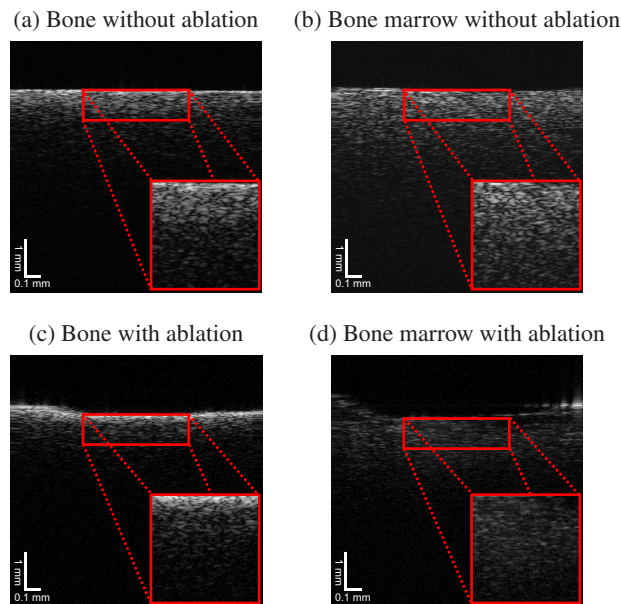 (a) Bone without ablation
(b) Bone marrow without ablation
1 mm
0.1 mm
1 mm
0.1 mm
(c) Bone with ablation
(d) Bone marrow with ablation
1 mm
0.1 mm
1 mm
0.1 mm